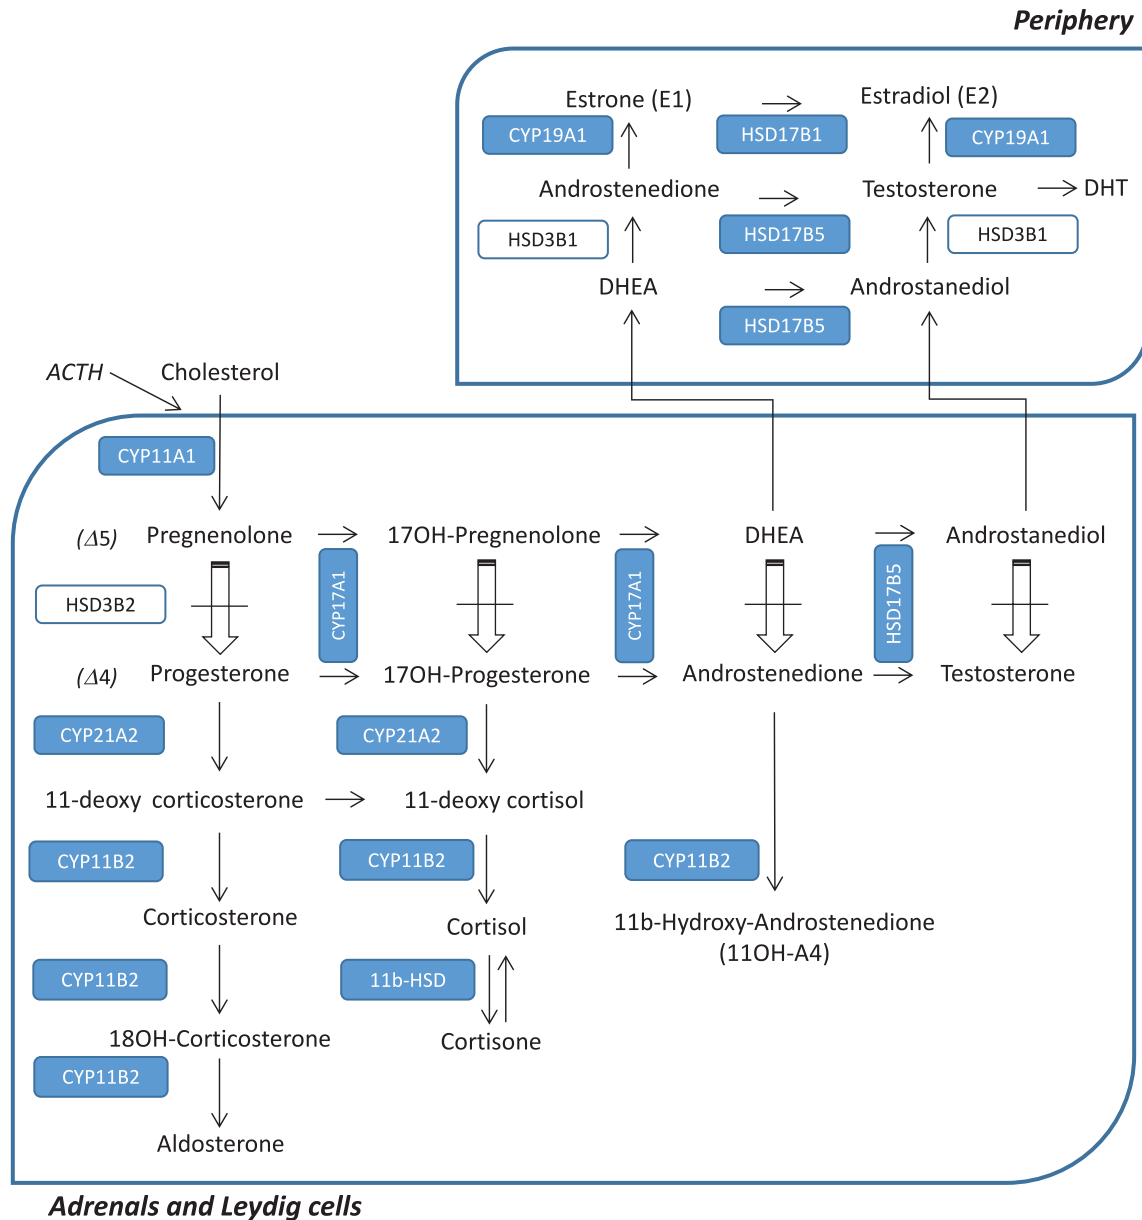 Periphery
Estrone (E1)
Estradiol (E2)
CYP19A1
HSD17B1
CYP19A1
Androstenedione
Testosterone
DHT
HSD3B1
HSD17B5
HSD3B1
DHEA
Androstanediol
HSD17B5
ACTH
Cholesterol
CYP11A1
(Δ5)
Pregnenolone
17OH-Pregnenolone
DHEA
Androstanediol
HSD3B2
CYP17A1
CYP17A1
HSD17B5
(Δ4)
Progesterone
17OH-Progesterone
Androstenedione
Testosterone
CYP21A2
CYP21A2
11-deoxy corticosterone
11-deoxy cortisol
CYP11B2
CYP11B2
CYP11B2
Corticosterone
Cortisol
11b-Hydroxy-Androstenedione
(11OH-A4)
CYP11B2
11b-HSD
18OH-Corticosterone
Cortisone
CYP11B2
Aldosterone
Adrenals and Leydig cells